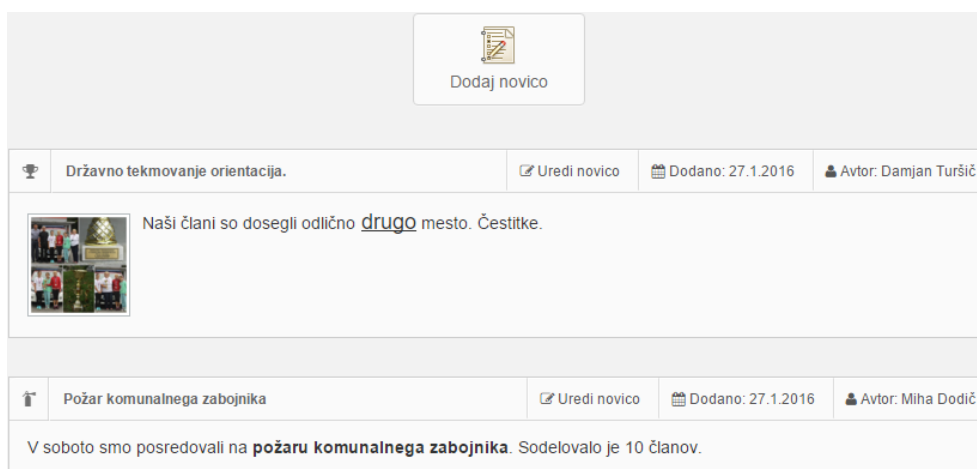 Dodaj novico
Državno tekmovanje orientacija. Uredi novico Dodano: 27.1.2016 Avtor: Damjan Turšič
Naši člani so dosegli odlično drugo mesto. Čestitke.
Požar komunalnega zabojnika Uredi novico Dodano: 27.1.2016 Avtor: Miha Dodič
V soboto smo posredovali na požaru komunalnega zabojnika. Sodelovalo je 10 članov.